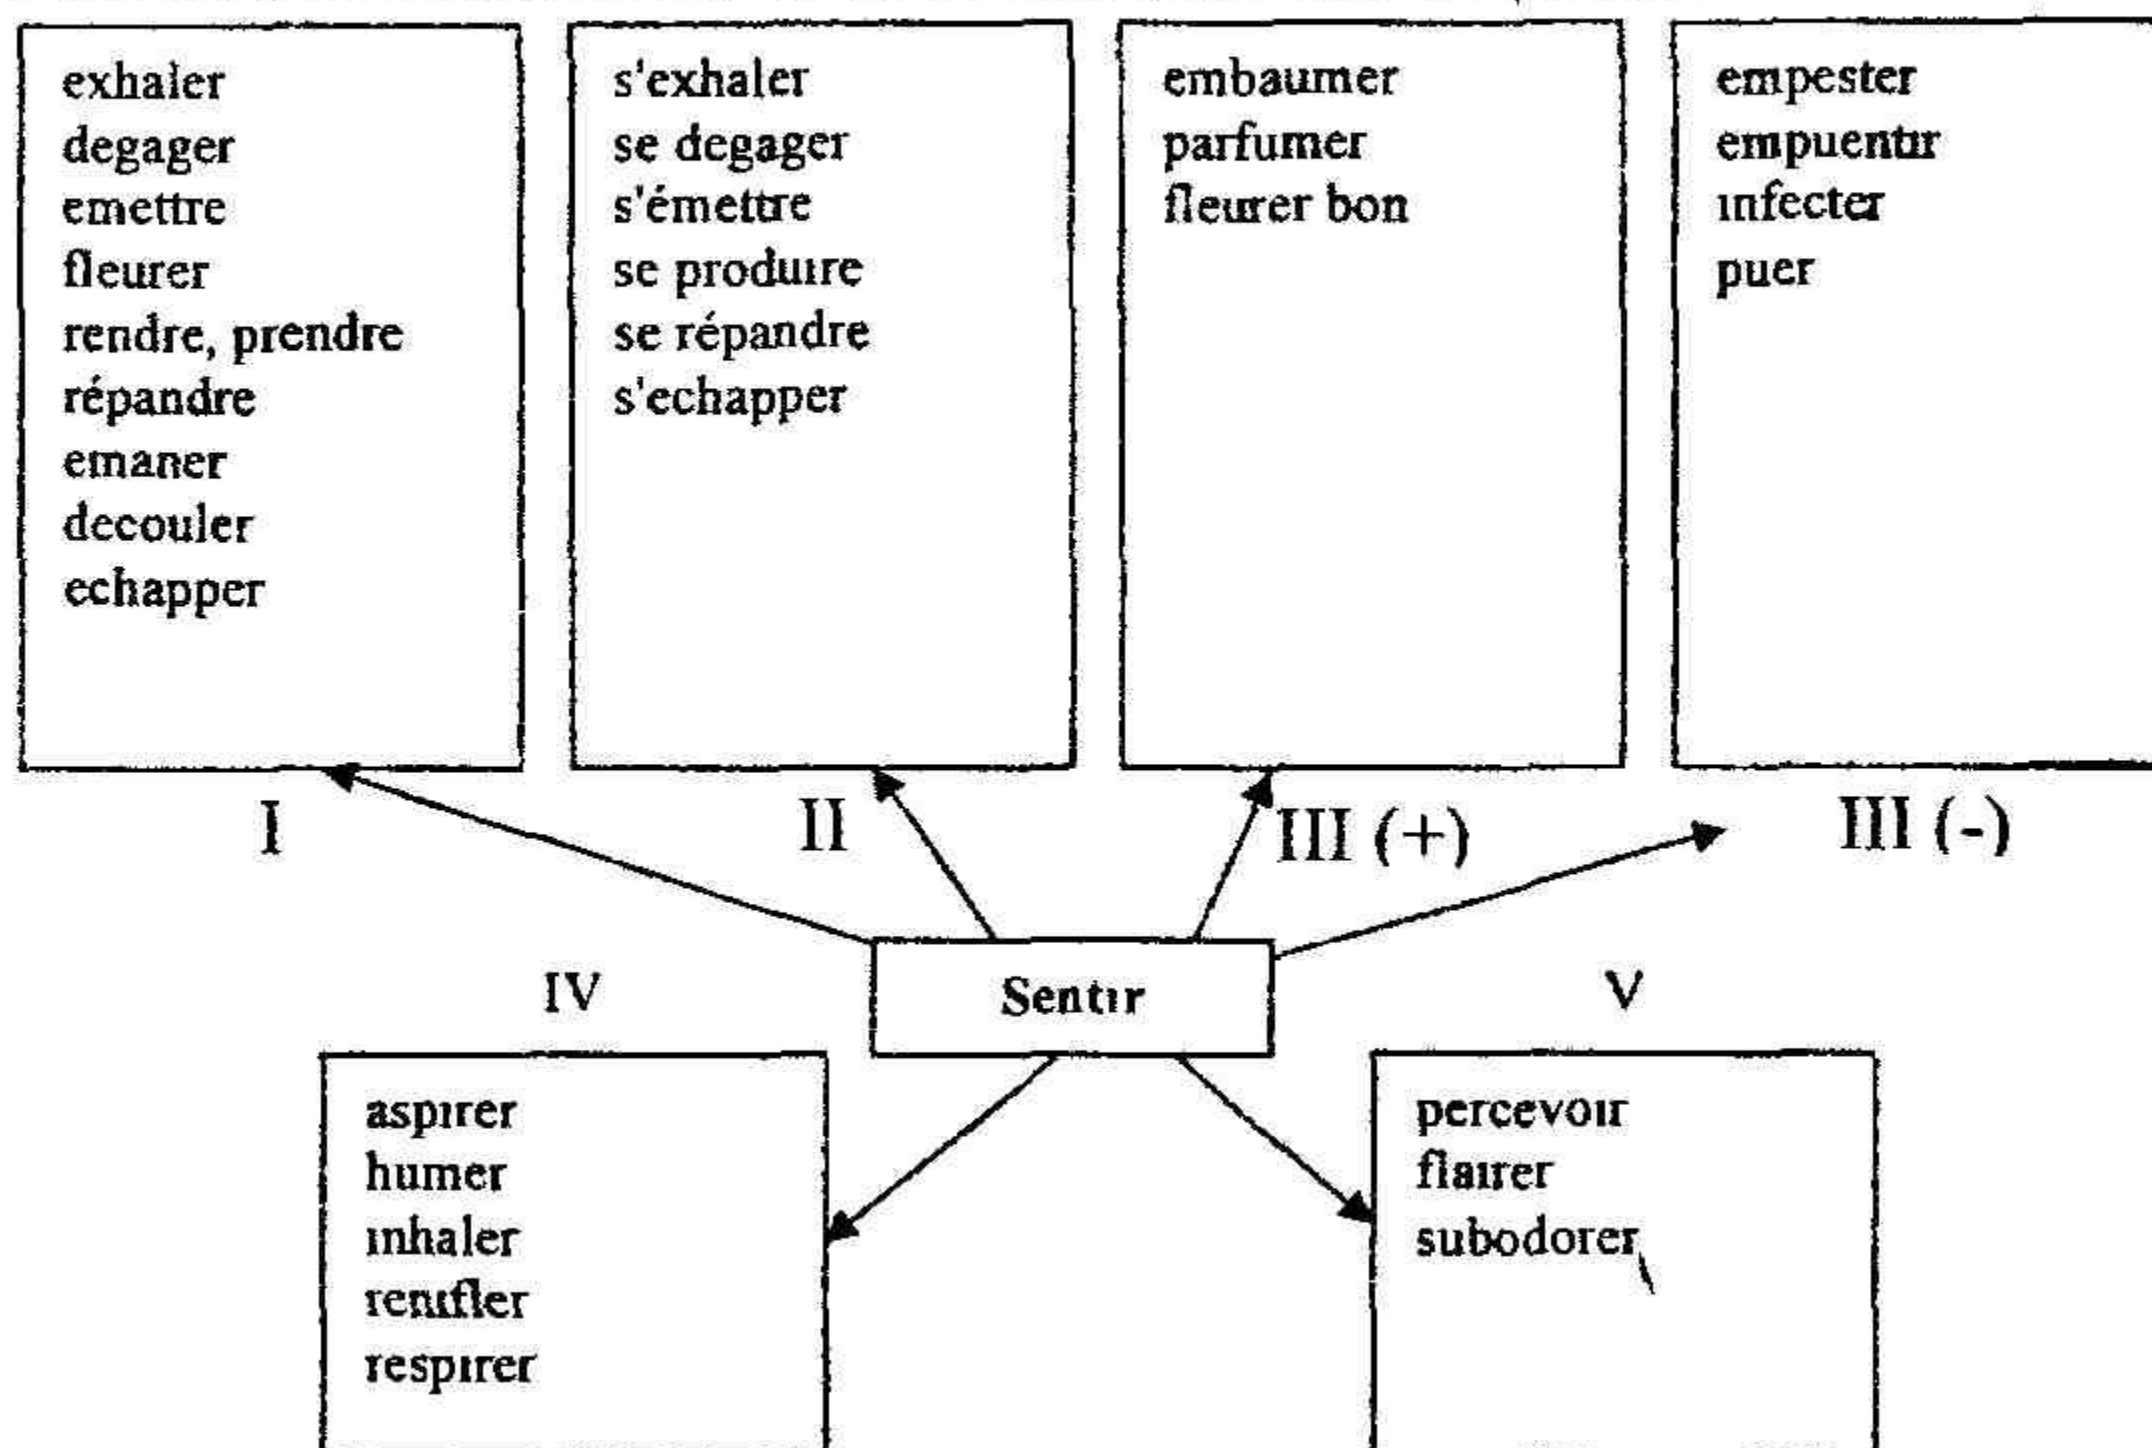 exhaler
degager
emettre
fleurer
rendre, prendre
répandre
emaner
decouler
echapper
I
s'exhaler
se degager
s'émettre
se produire
se répandre
s'echapper
II
embaumer
parfumer
fleurer bon
III (+)
empester
empuentir
infecter
puer
III (-)
Sentir
IV
aspirer
humer
inhaler
renifler
respirer
V
percevoir
flairer
subodorer